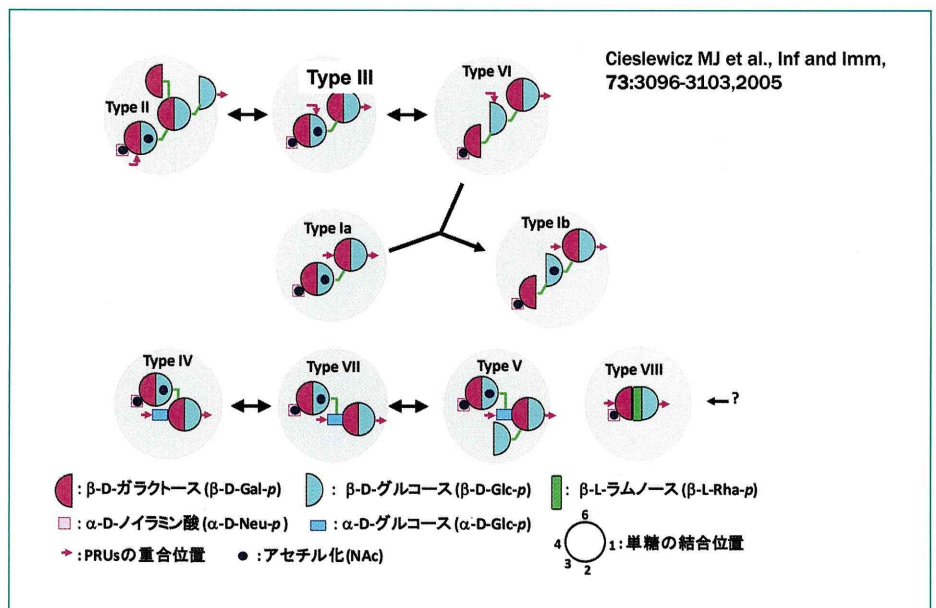 Cieslewicz MJ et al., Inf and Imm,
73:3096-3103,2005
Type II
Type III
Type VI
Type Ia
Type Ib
Type IV
Type VII
Type V
Type VIII
?
: β-D-ガラクトース(β-D-Gal-p)
: β-D-グルコース(β-D-Glc-p)
: β-L-ラムノース(β-L-Rha-p)
: α-D-ノイラミン酸(α-D-Neu-p)
: α-D-グルコース(α-D-Glc-p)
:PRUsの重合位置
:アセチル化(NAc)
6
4
1:単糖の結合位置
3
2